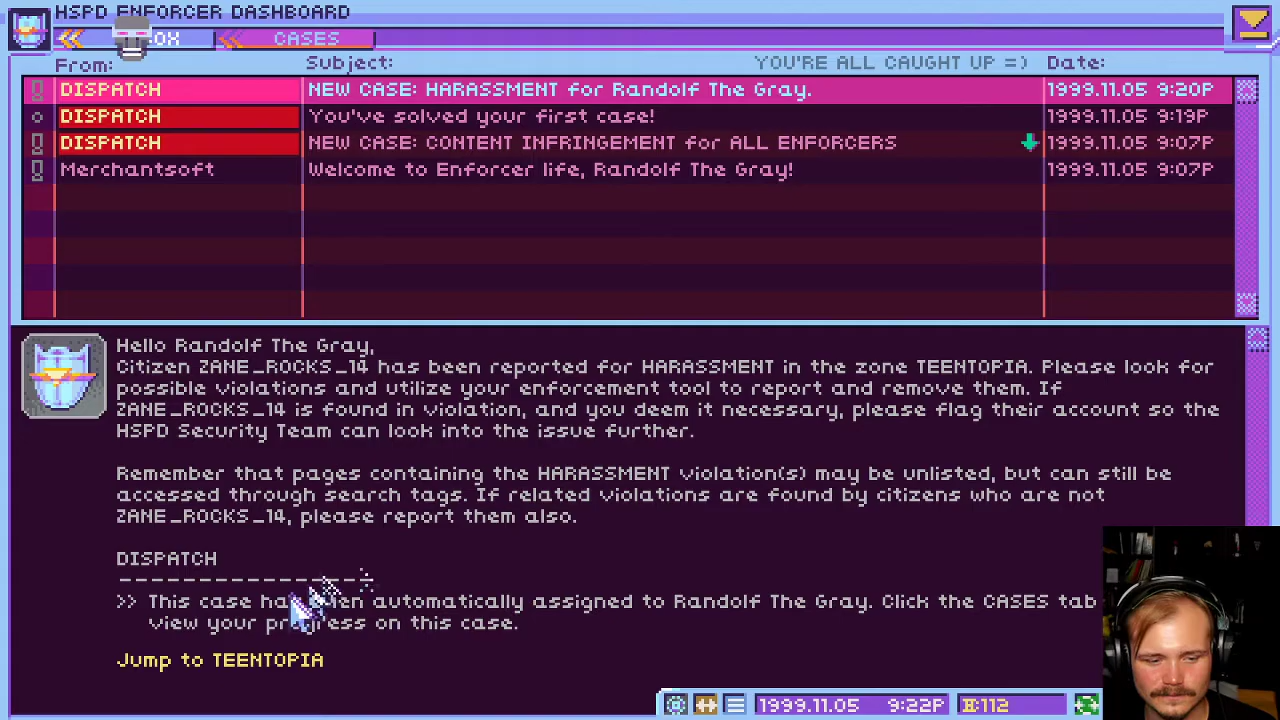 HSPD ENFORCER DASHBOARD
OX
CASES
From: Subject: YOU'RE ALL CAUGHT UP =) Date:
DISPATCH NEW CASE: HARASSMENT for Randolf The Gray. 1999.11.05 9:20P
DISPATCH You've solved your first case! 1999.11.05 9:19P
DISPATCH NEW CASE: CONTENT INFRINGEMENT for ALL ENFORCERS 1999.11.05 9:07P
Merchantsoft Welcome to Enforcer life, Randolf The Gray! 1999.11.05 9:07P
Hello Randolf The Gray,
Citizen ZANE_ROCKS_14 has been reported for HARASSMENT in the zone TEENTOPIA. Please look for
possible violations and utilize your enforcement tool to report and remove them. If
ZANE_ROCKS_14 is found in violation, and you deem it necessary, please flag their account so the
HSPD Security Team can look into the issue further.
Remember that pages containing the HARASSMENT violation(s) may be unlisted, but can still be
accessed through search tags. If related violations are found by citizens who are not
ZANE_ROCKS_14, please report them also.
DISPATCH
----------------
>> This case ha en automatically assigned to Randolf The Gray. Click the CASES tab
view your progress on this case.
Jump to TEENTOPIA
1999.11.05 9:22P
112